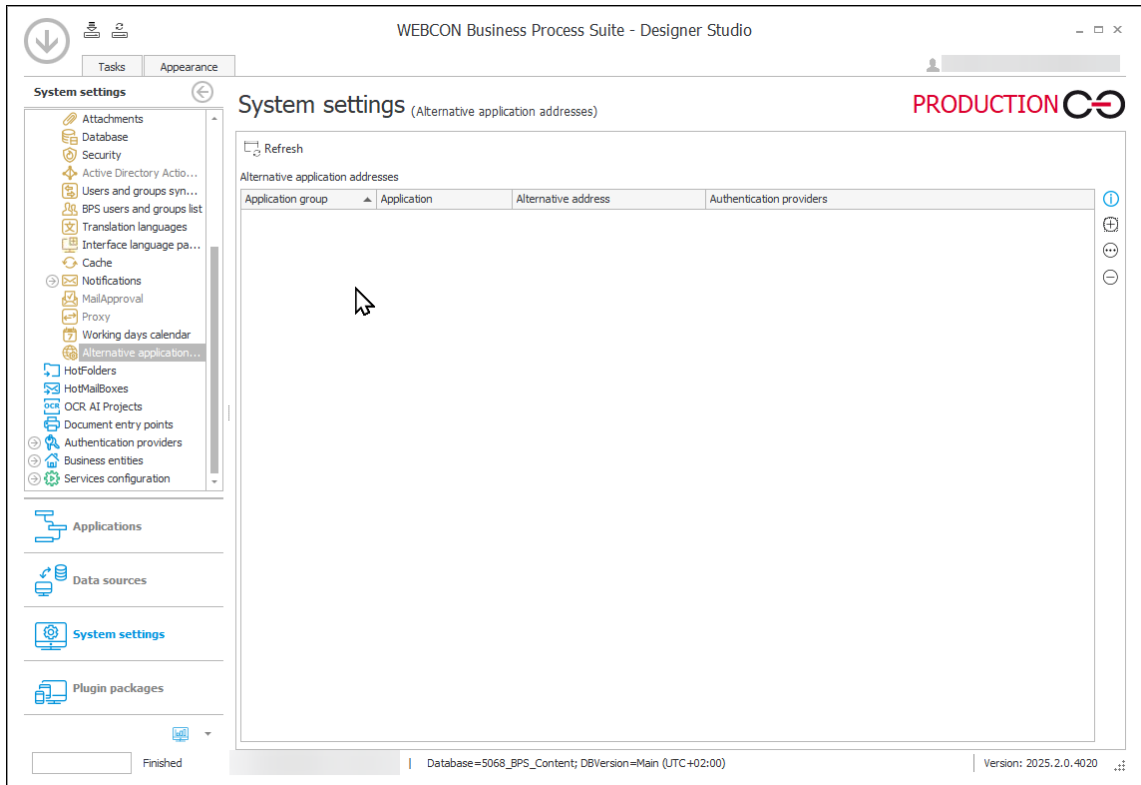 WEBCON Business Process Suite - Designer Studio
Tasks
Appearance
System settings
Attachments
Database
Security
Active Directory Actio...
Users and groups syn...
BPS users and groups list
Translation languages
Interface language pa...
Cache
Notifications
MailApproval
Proxy
Working days calendar
Alternative application...
HotFolders
HotMailBoxes
OCR AI Projects
Document entry points
Authentication providers
Business entities
Services configuration
Applications
Data sources
System settings
Plugin packages
System settings (Alternative application addresses)
PRODUCTION
Refresh
Alternative application addresses
Application group
Application
Alternative address
Authentication providers
Finished
Database=5068_BPS_Content; DBVersion=Main (UTC+02:00)
Version: 2025.2.0.4020